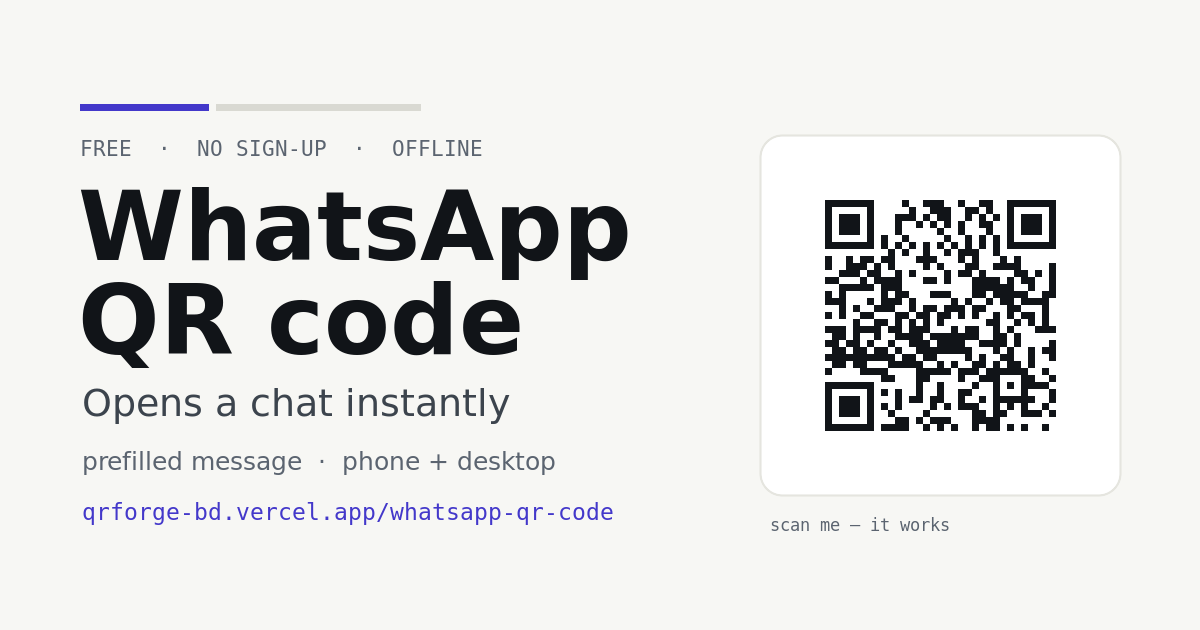 FREE · NO SIGN-UP · OFFLINE
WhatsApp
QR code
Opens a chat instantly
prefilled message · phone + desktop
qrforge-bd.vercel.app/whatsapp-qr-code
scan me — it works